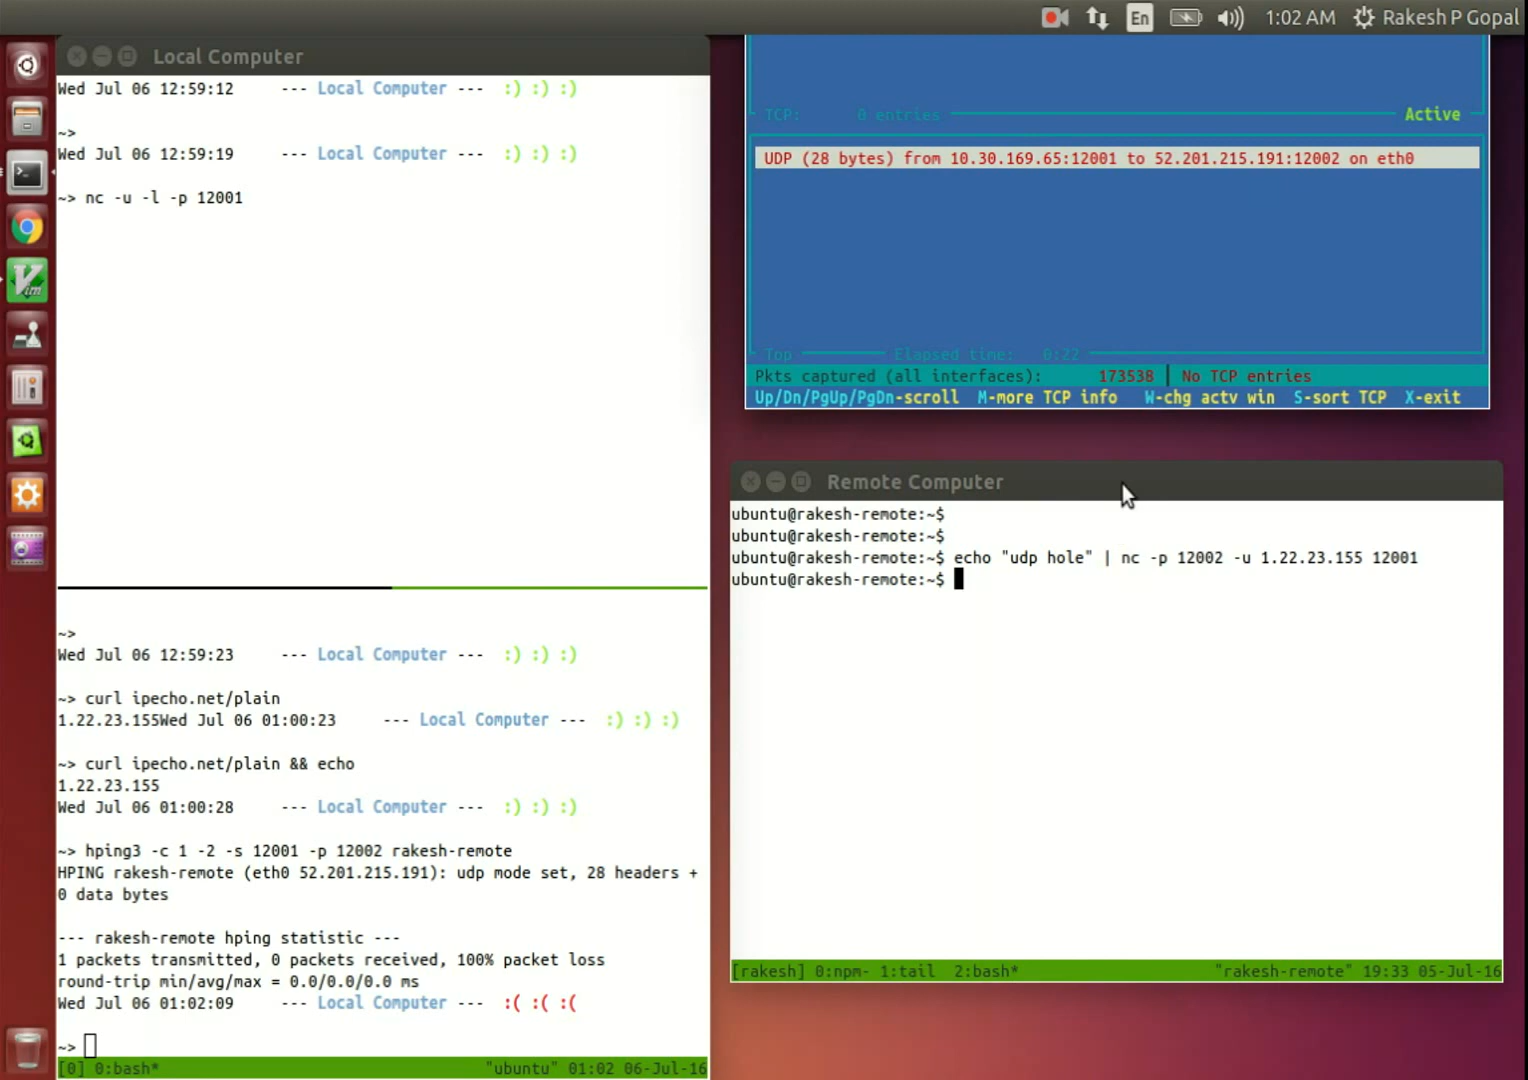 En 1:02 AM Rakesh P Gopal
Local Computer
Wed Jul 06 12:59:12 --- Local Computer --- :) :) :)
~>
Wed Jul 06 12:59:19 --- Local Computer --- :) :) :)
~> nc -u -l -p 12001
~>
Wed Jul 06 12:59:23 --- Local Computer --- :) :) :)
~> curl ipecho.net/plain
1.22.23.155Wed Jul 06 01:00:23 --- Local Computer --- :) :) :)
~> curl ipecho.net/plain && echo
1.22.23.155
Wed Jul 06 01:00:28 --- Local Computer --- :) :) :)
~> hping3 -c 1 -2 -s 12001 -p 12002 rakesh-remote
HPING rakesh-remote (eth0 52.201.215.191): udp mode set, 28 headers +
0 data bytes
--- rakesh-remote hping statistic ---
1 packets transmitted, 0 packets received, 100% packet loss
round-trip min/avg/max = 0.0/0.0/0.0 ms
Wed Jul 06 01:02:09 --- Local Computer --- :( :( :(
~>
[0] 0:bash* "ubuntu" 01:02 06-Jul-16
TCP: 0 entries Active
UDP (28 bytes) from 10.30.169.65:12001 to 52.201.215.191:12002 on eth0
Top Elapsed time: 0:22
Pkts captured (all interfaces): 173538 | No TCP entries
Up/Dn/PgUp/PgDn-scroll M-more TCP info W-chg actv win S-sort TCP X-exit
Remote Computer
ubuntu@rakesh-remote:~$
ubuntu@rakesh-remote:~$
ubuntu@rakesh-remote:~$ echo "udp hole" | nc -p 12002 -u 1.22.23.155 12001
ubuntu@rakesh-remote:~$
[rakesh] 0:npm- 1:tail 2:bash* "rakesh-remote" 19:33 05-Jul-16